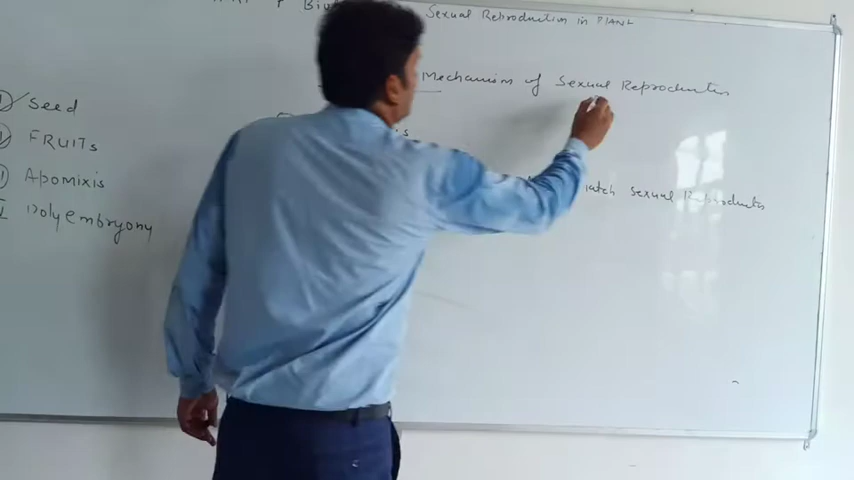 Sexual Reproduction in Plant
Mechanism of Sexual Reproduction
Seed
FRUITs
Apomixis
Polyembryony
Sexual Reproduction